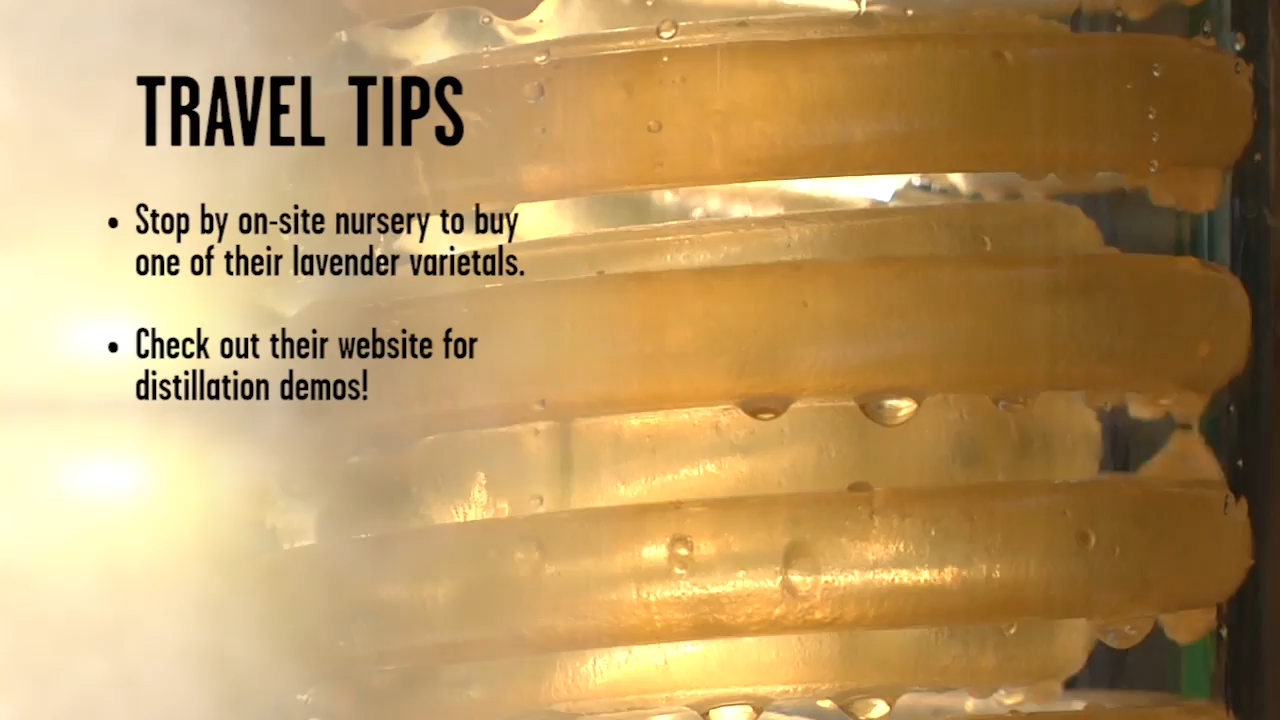 TRAVEL TIPS
• Stop by on-site nursery to buy
one of their lavender varietals.
• Check out their website for
distillation demos!